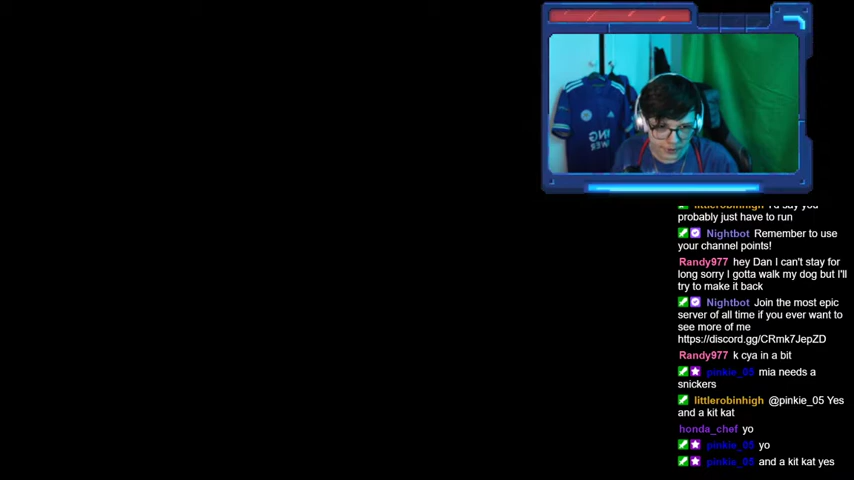 ING
WER
littlerobinhigh I'd say you
probably just have to run
Nightbot Remember to use
your channel points!
Randy977 hey Dan I can't stay for
long sorry I gotta walk my dog but I'll
try to make it back
Nightbot Join the most epic
server of all time if you ever want to
see more of me
https://discord.gg/CRmk7JepZD
Randy977 k cya in a bit
pinkie_05 mia needs a
snickers
littlerobinhigh @pinkie_05 Yes
and a kit kat
honda_chef yo
pinkie_05 yo
pinkie_05 and a kit kat yes